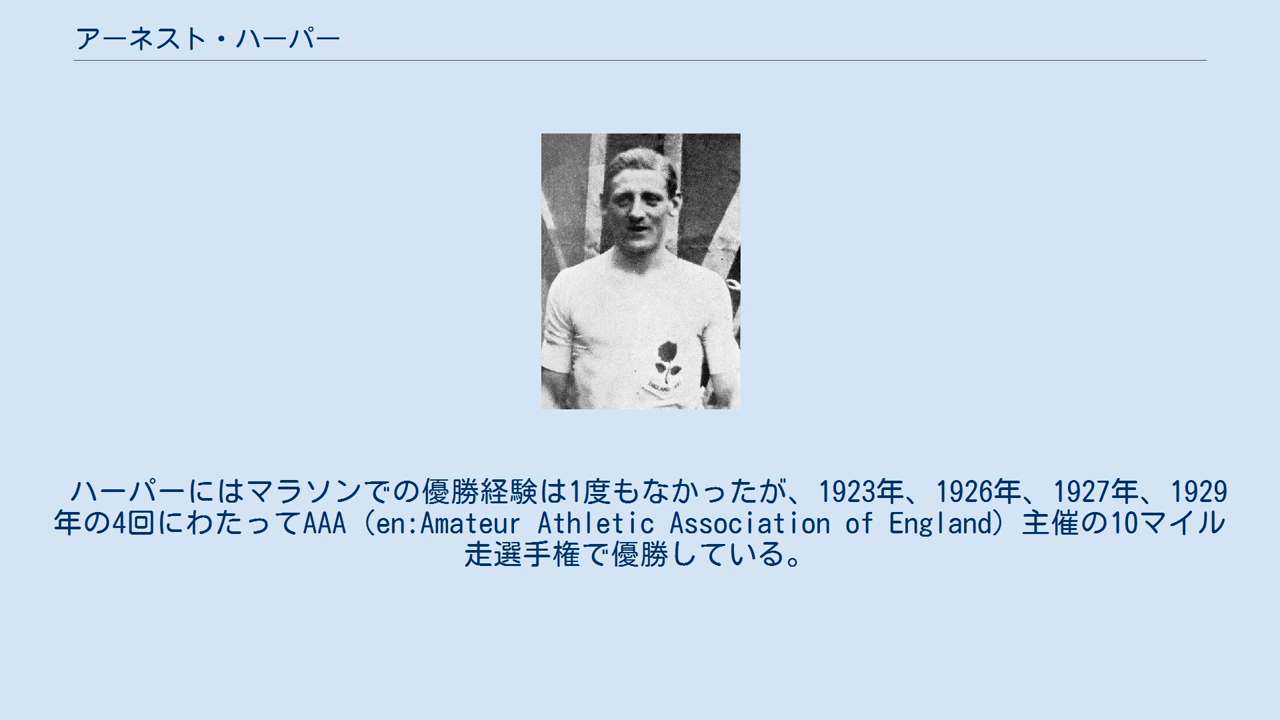 アーネスト・ハーパー
ENGLAND
ハーパーにはマラソンでの優勝経験は1度もなかったが、1923年、1926年、1927年、1929
年の4回にわたってAAA（en:Amateur Athletic Association of England）主催の10マイル
走選手権で優勝している。